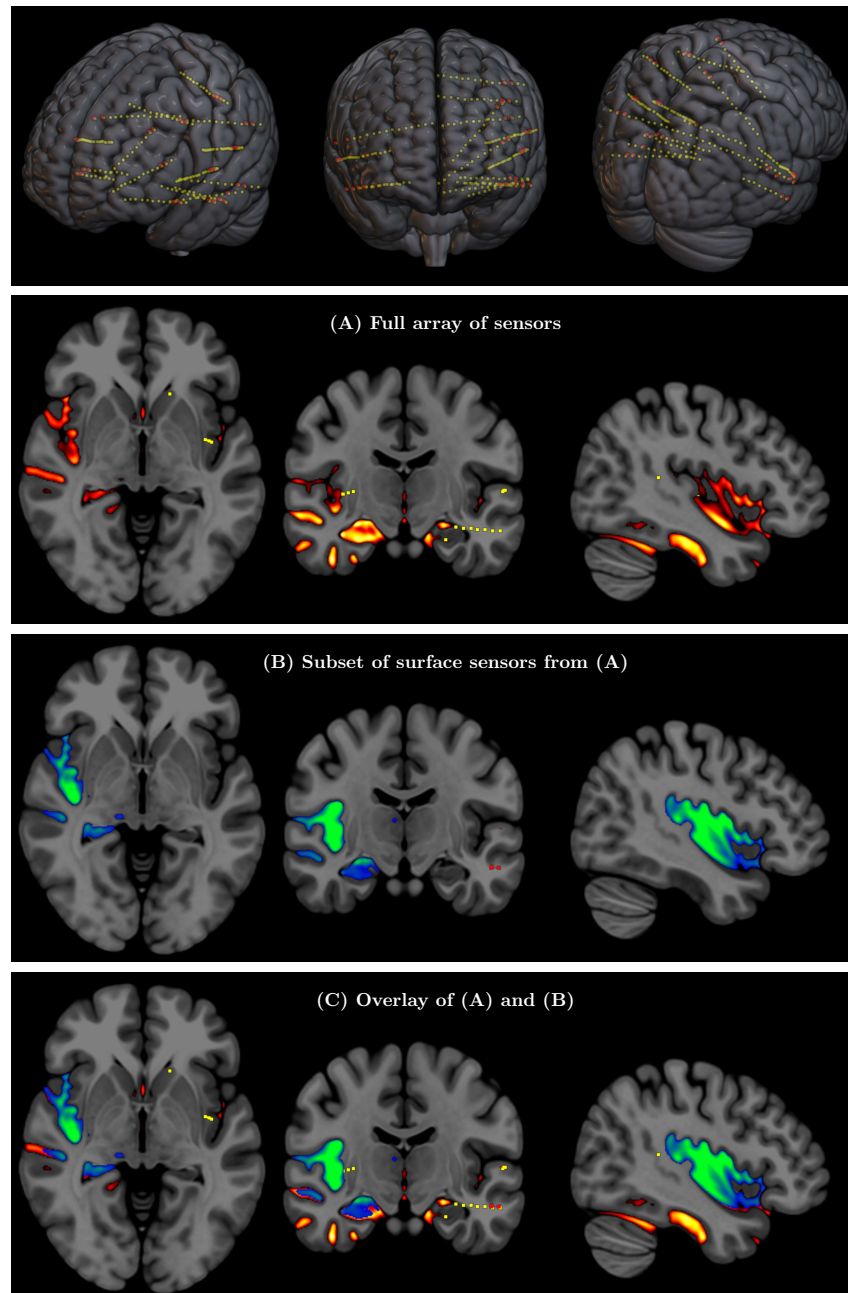 (A) Full array of sensors
(B) Subset of surface sensors from (A)
(C) Overlay of (A) and (B)